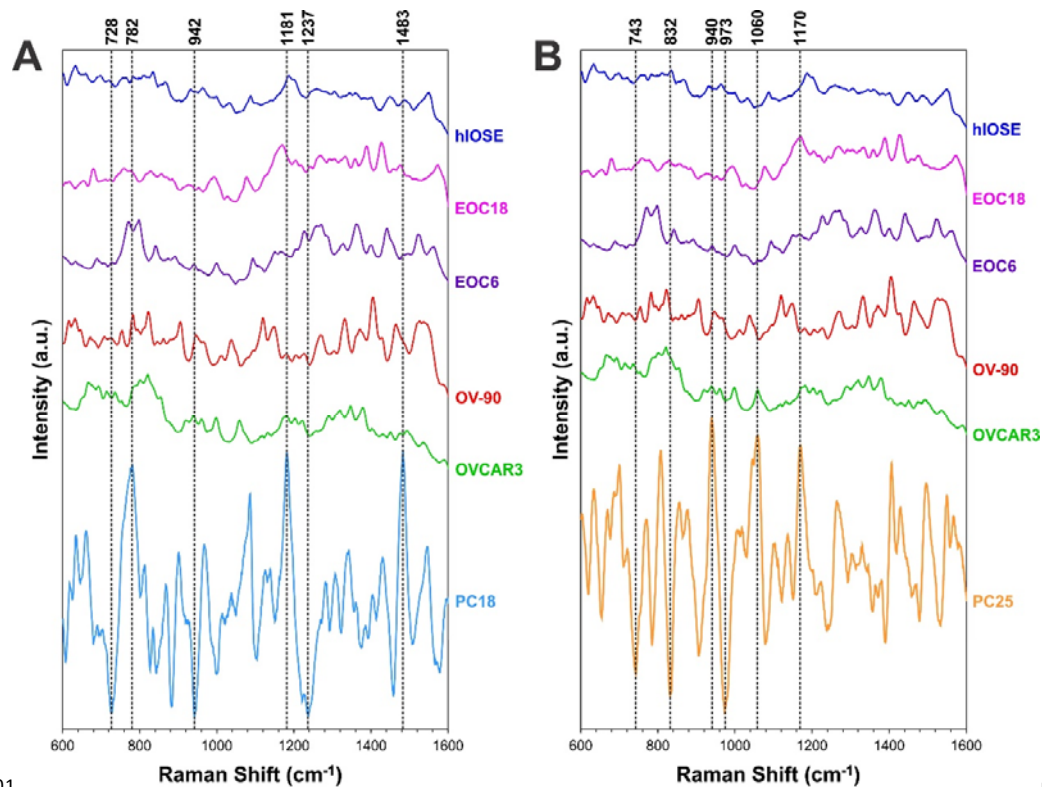 728 782 942 1181 1237 1483
A
hIOSE
EOC18
EOC6
OV-90
OVCAR3
PC18
Intensity (a.u.)
600 800 1000 1200 1400 1600
Raman Shift (cm⁻¹)
743 832 940 973 1060 1170
B
hIOSE
EOC18
EOC6
OV-90
OVCAR3
PC25
Intensity (a.u.)
600 800 1000 1200 1400 1600
Raman Shift (cm⁻¹)